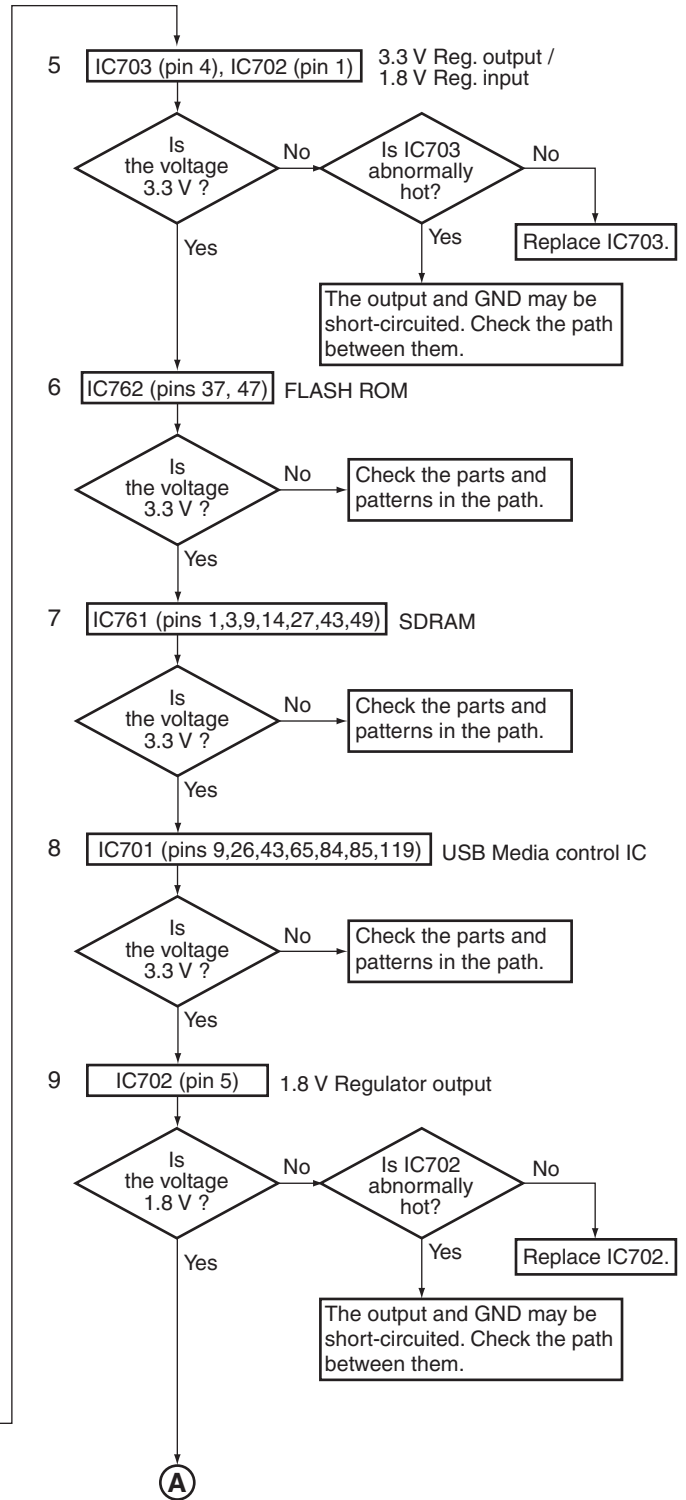 5
IC703 (pin 4), IC702 (pin 1)
3.3 V Reg. output /
1.8 V Reg. input
Is
the voltage
3.3 V ?
No
Is IC703
abnormally
hot?
No
Yes
Yes
Replace IC703.
The output and GND may be
short-circuited. Check the path
between them.
6
IC762 (pins 37, 47)
FLASH ROM
Is
the voltage
3.3 V ?
No
Check the parts and
patterns in the path.
Yes
7
IC761 (pins 1,3,9,14,27,43,49)
SDRAM
Is
the voltage
3.3 V ?
No
Check the parts and
patterns in the path.
Yes
8
IC701 (pins 9,26,43,65,84,85,119)
USB Media control IC
Is
the voltage
3.3 V ?
No
Check the parts and
patterns in the path.
Yes
9
IC702 (pin 5)
1.8 V Regulator output
Is
the voltage
1.8 V ?
No
Is IC702
abnormally
hot?
No
Yes
Yes
Replace IC702.
The output and GND may be
short-circuited. Check the path
between them.
A